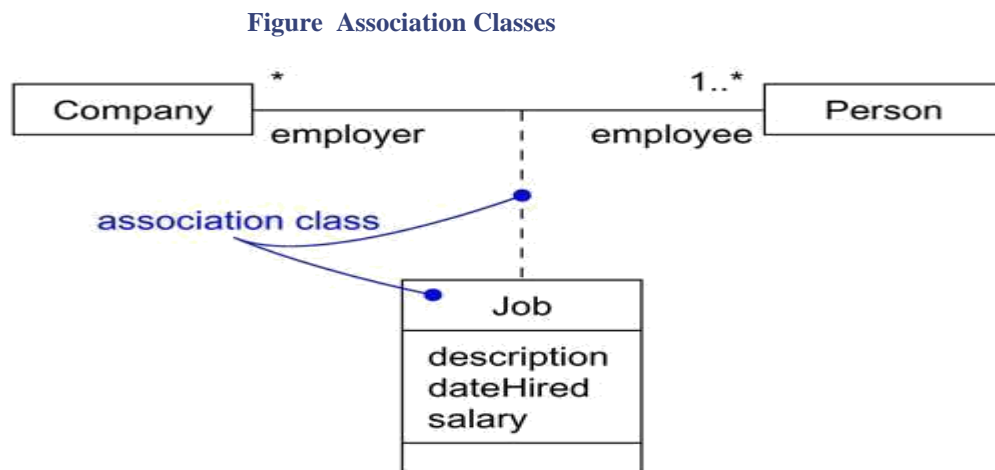 Figure Association Classes
* 1..*
Company Person
employer employee
association class
Job
description
dateHired
salary